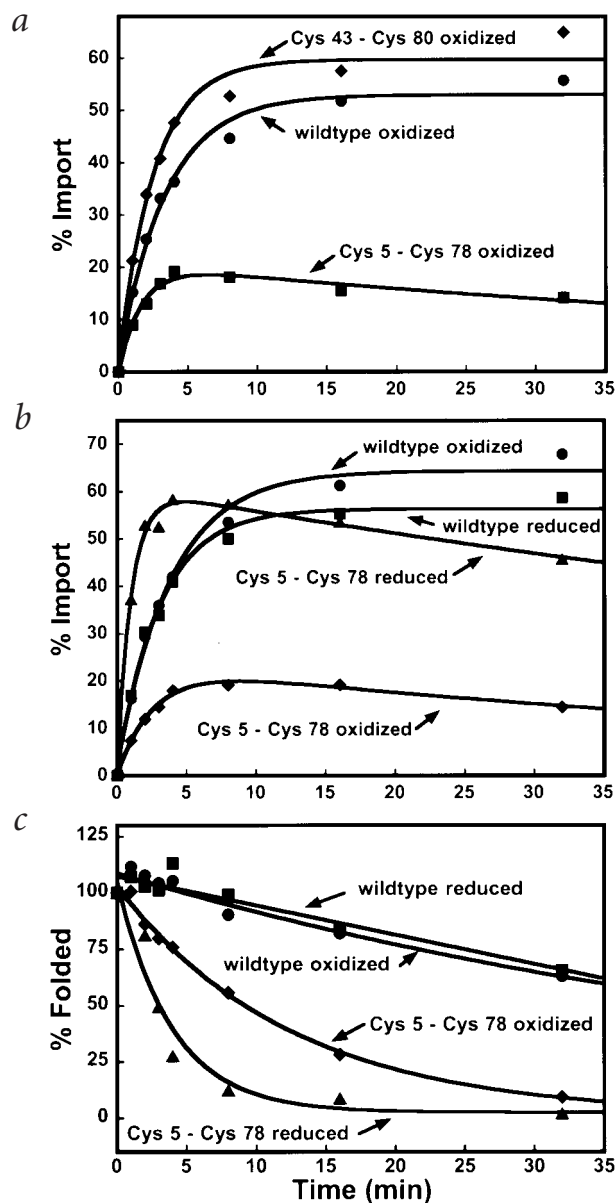 a
60
50
40
30
20
10
0
% Import
Cys 43 - Cys 80 oxidized
wildtype oxidized
Cys 5 - Cys 78 oxidized
0 5 10 15 20 25 30 35
b
70
60
50
40
30
20
10
0
% Import
wildtype oxidized
wildtype reduced
Cys 5 - Cys 78 reduced
Cys 5 - Cys 78 oxidized
0 5 10 15 20 25 30 35
c
125
100
75
50
25
0
% Folded
wildtype reduced
wildtype oxidized
Cys 5 - Cys 78 oxidized
Cys 5 - Cys 78 reduced
0 5 10 15 20 25 30 35
Time (min)